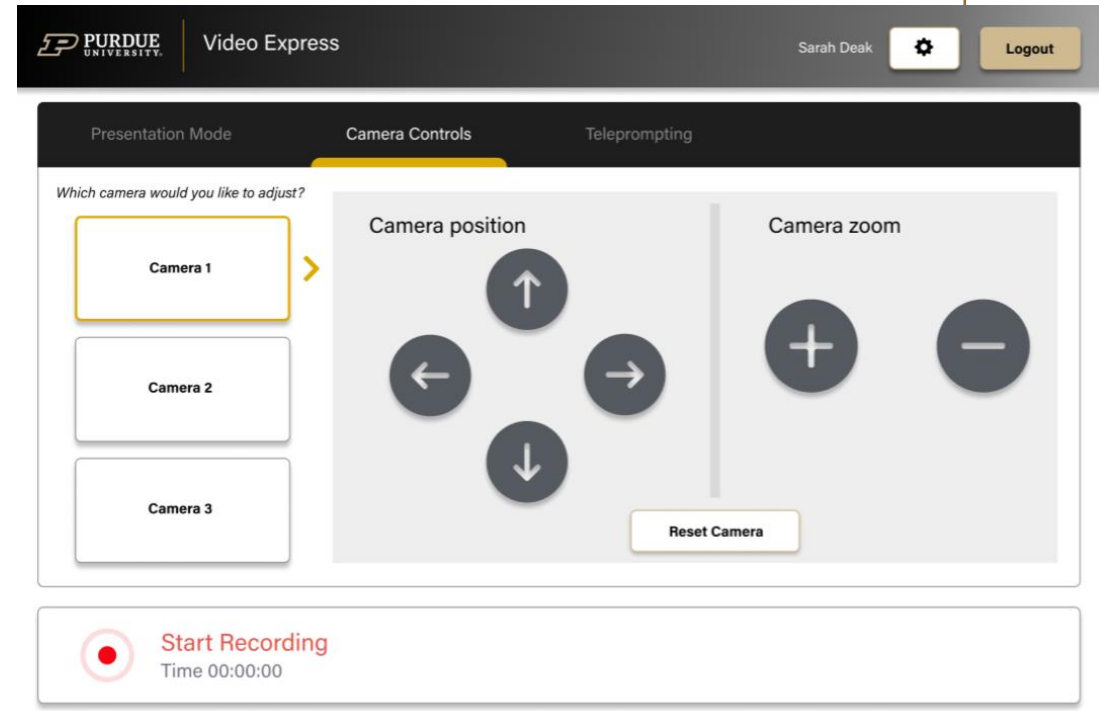 PURDUE
UNIVERSITY.
Video Express
Sarah Deak
Logout
Presentation Mode
Camera Controls
Teleprompting
Which camera would you like to adjust?
Camera 1
Camera 2
Camera 3
Camera position
Camera zoom
Reset Camera
Start Recording
Time 00:00:00